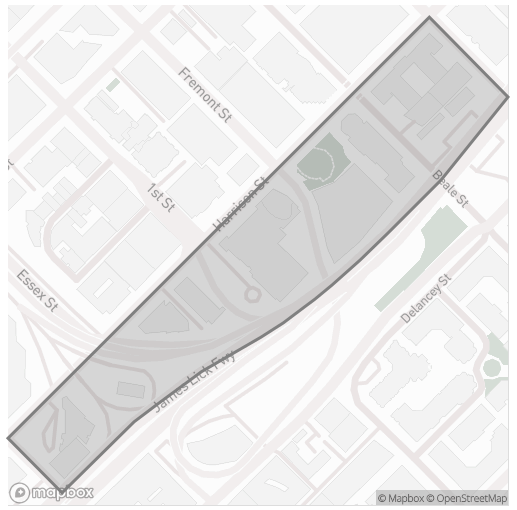 Fremont St
1st St
Harrison St
Beale St
Essex St
Delancey St
James Lick Fwy
mapbox
© Mapbox © OpenStreetMap